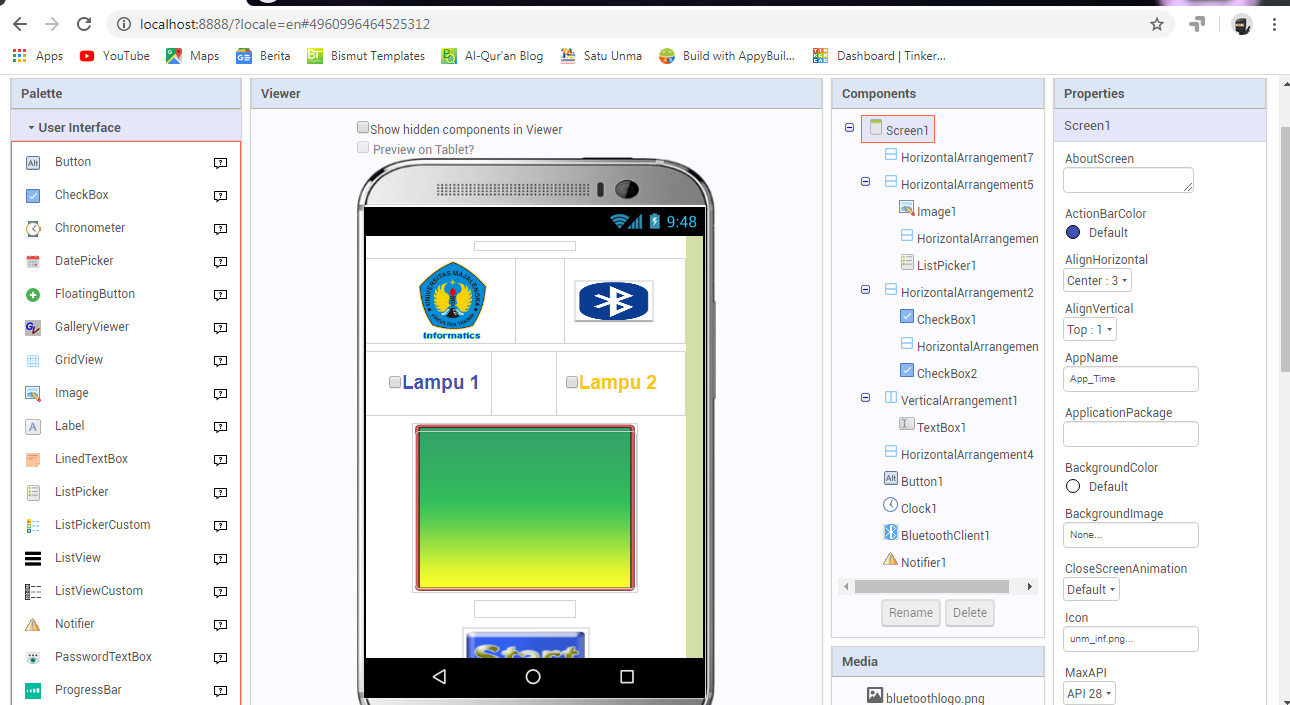 localhost:8888/?locale=en#4960996464525312
Apps YouTube Maps Berita Bismut Templates Al-Qur'an Blog Satu Unma Build with AppyBuil... Dashboard | Tinker...
Palette
User Interface
Button
CheckBox
Chronometer
DatePicker
FloatingButton
GalleryViewer
GridView
Image
Label
LinedTextBox
ListPicker
ListPickerCustom
ListView
ListViewCustom
Notifier
PasswordTextBox
ProgressBar
Viewer
Show hidden components in Viewer
Preview on Tablet?
9:48
UNIVERSITAS MAJALENGKA
Informatics
Lampu 1
Lampu 2
Start
Components
Screen1
HorizontalArrangement7
HorizontalArrangement5
Image1
HorizontalArrangemen
ListPicker1
HorizontalArrangement2
CheckBox1
HorizontalArrangemen
CheckBox2
VerticalArrangement1
TextBox1
HorizontalArrangement4
Button1
Clock1
BluetoothClient1
Notifier1
Rename Delete
Media
bluetoothlogo.png
Properties
Screen1
AboutScreen
ActionBarColor
Default
AlignHorizontal
Center : 3
AlignVertical
Top : 1
AppName
App_Time
ApplicationPackage
BackgroundColor
Default
BackgroundImage
None...
CloseScreenAnimation
Default
Icon
unm_inf.png...
MaxAPI
API 28